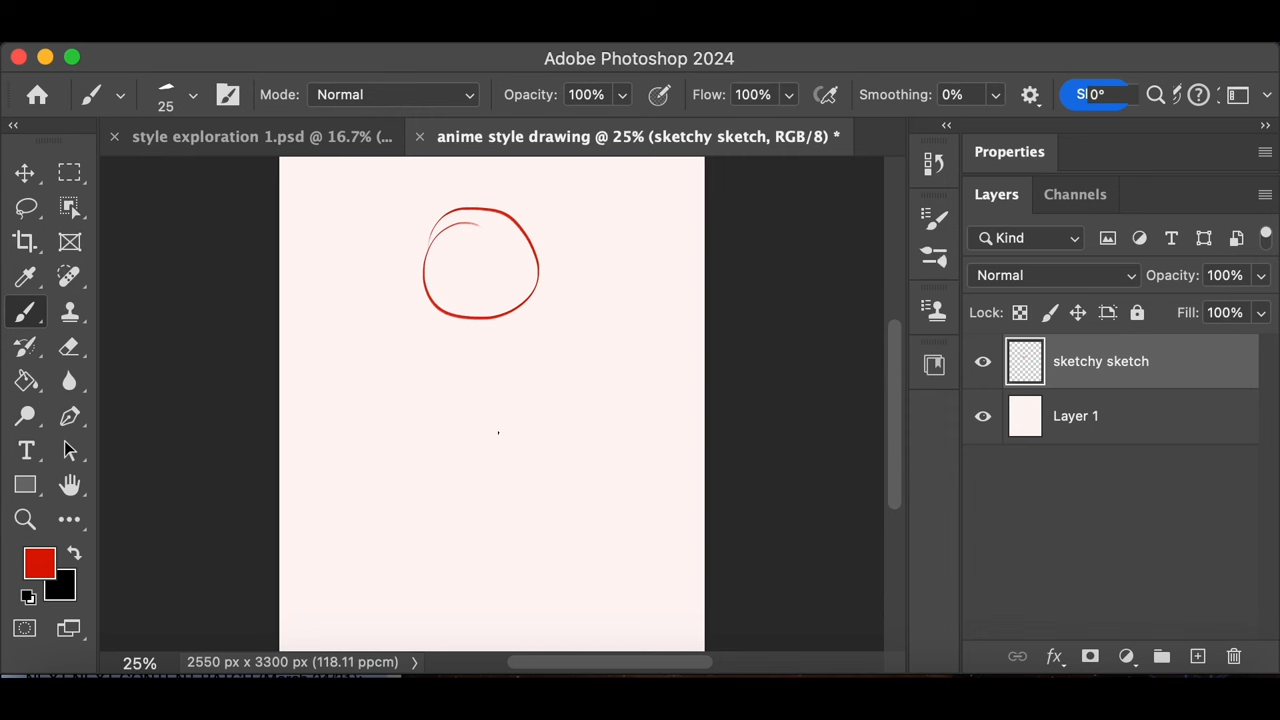 Adobe Photoshop 2024
25 Mode: Normal Opacity: 100% Flow: 100% Smoothing: 0% 0°
style exploration 1.psd @ 16.7% (... anime style drawing @ 25% (sketchy sketch, RGB/8) *
Properties
Layers Channels
Kind
Normal Opacity: 100%
Lock: Fill: 100%
sketchy sketch
Layer 1
25% 2550 px x 3300 px (118.11 ppcm)